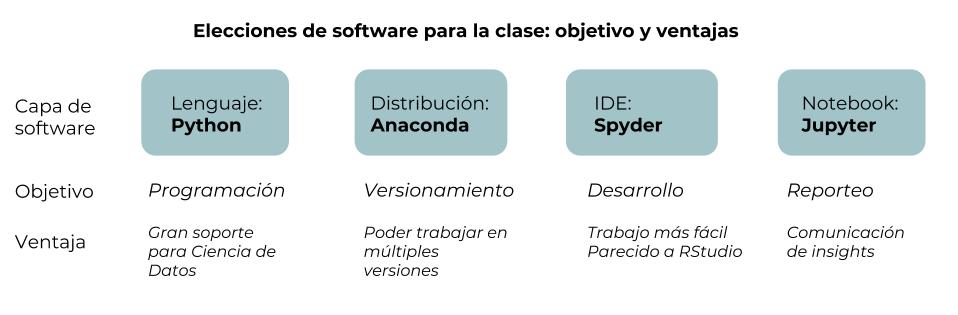 Elecciones de software para la clase: objetivo y ventajas
Capa de
software
Lenguaje:
Python
Distribución:
Anaconda
IDE:
Spyder
Notebook:
Jupyter
Objetivo
Programación
Versionamiento
Desarrollo
Reporteo
Ventaja
Gran soporte
para Ciencia de
Datos
Poder trabajar en
múltiples
versiones
Trabajo más fácil
Parecido a RStudio
Comunicación
de insights